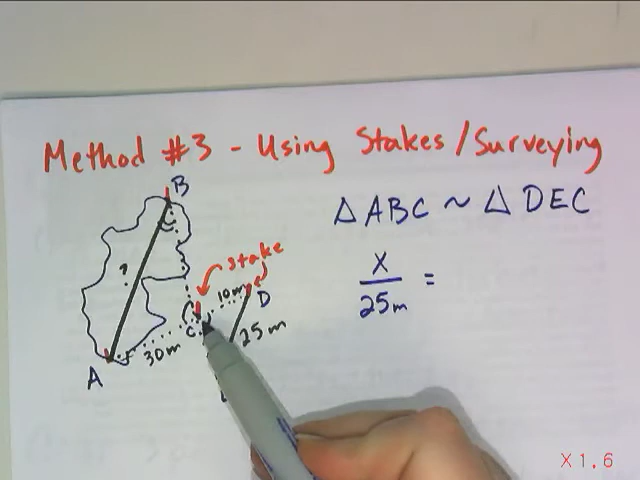 Method #3 - Using Stakes/Surveying
B
△ABC ~ △DEC
?
stake
x
25m
=
10m
D
C
25m
30m
A
X1.6